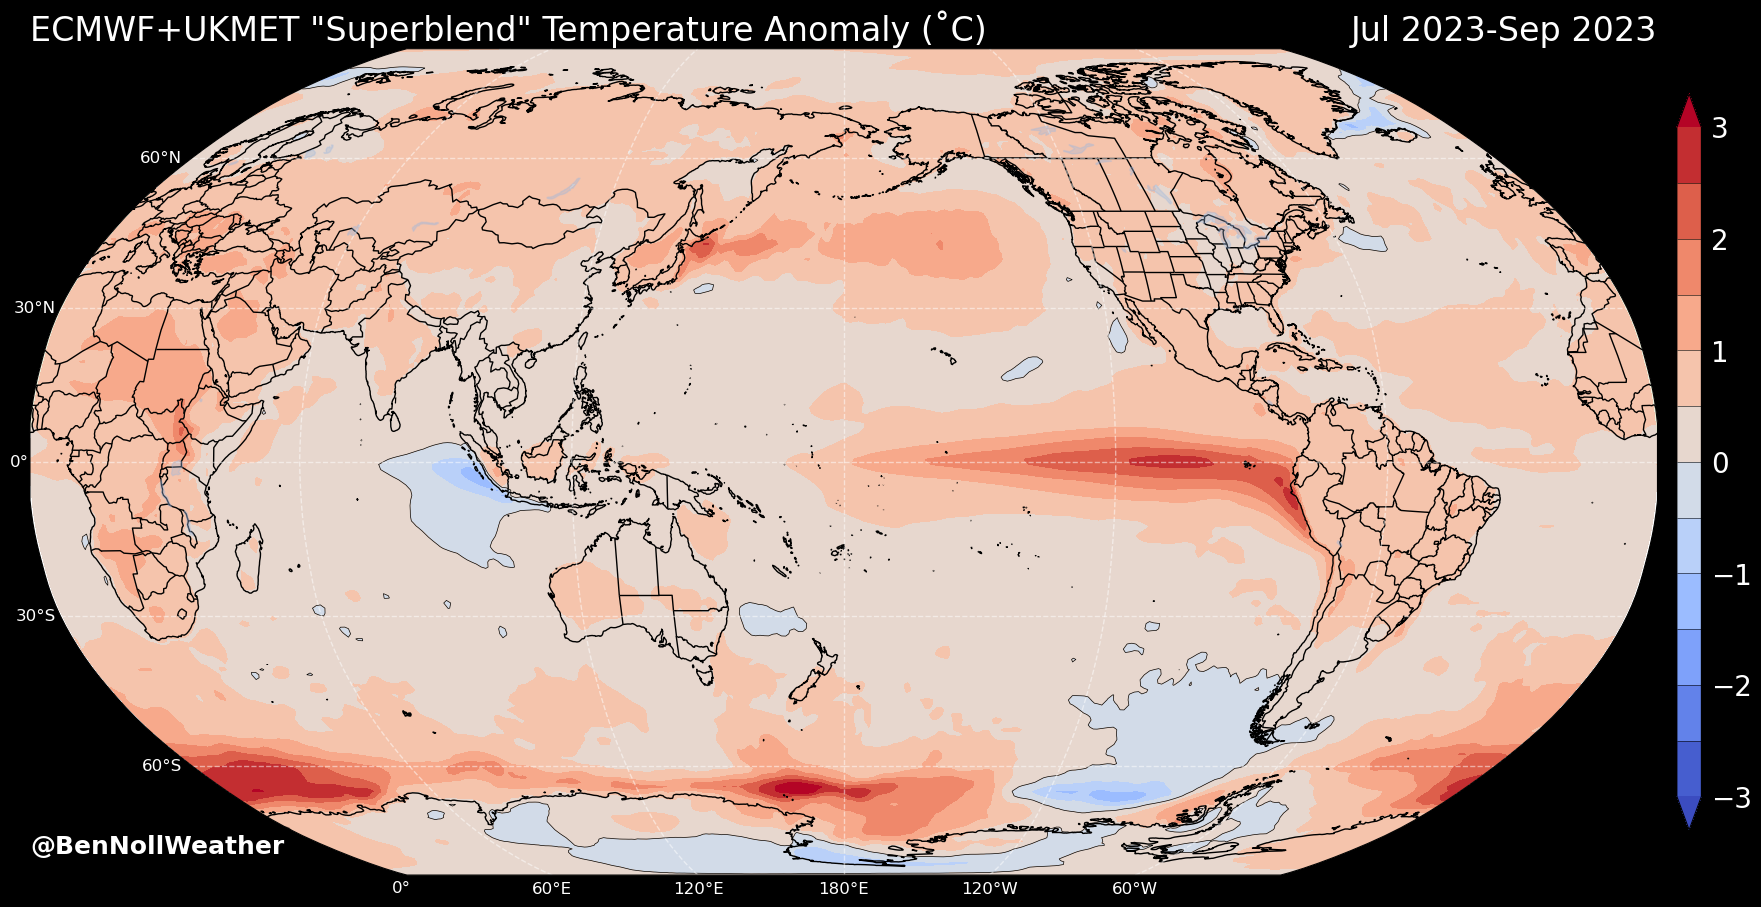 ECMWF+UKMET "Superblend" Temperature Anomaly (˚C)
Jul 2023-Sep 2023
3
2
1
0
−1
−2
−3
60°N
30°N
0°
30°S
60°S
@BenNollWeather
0°
60°E
120°E
180°E
120°W
60°W